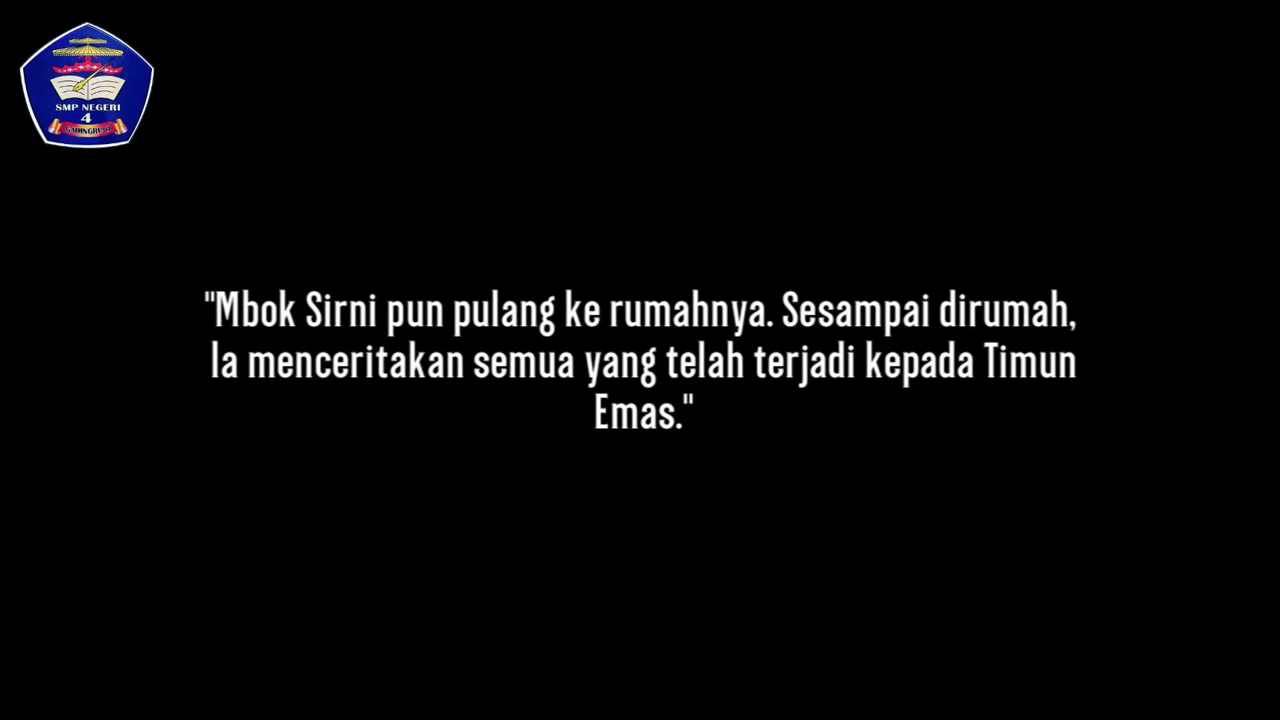 SMP NEGERI
4
GADINGREJO
"Mbok Sirni pun pulang ke rumahnya. Sesampai dirumah,
Ia menceritakan semua yang telah terjadi kepada Timun
Emas."